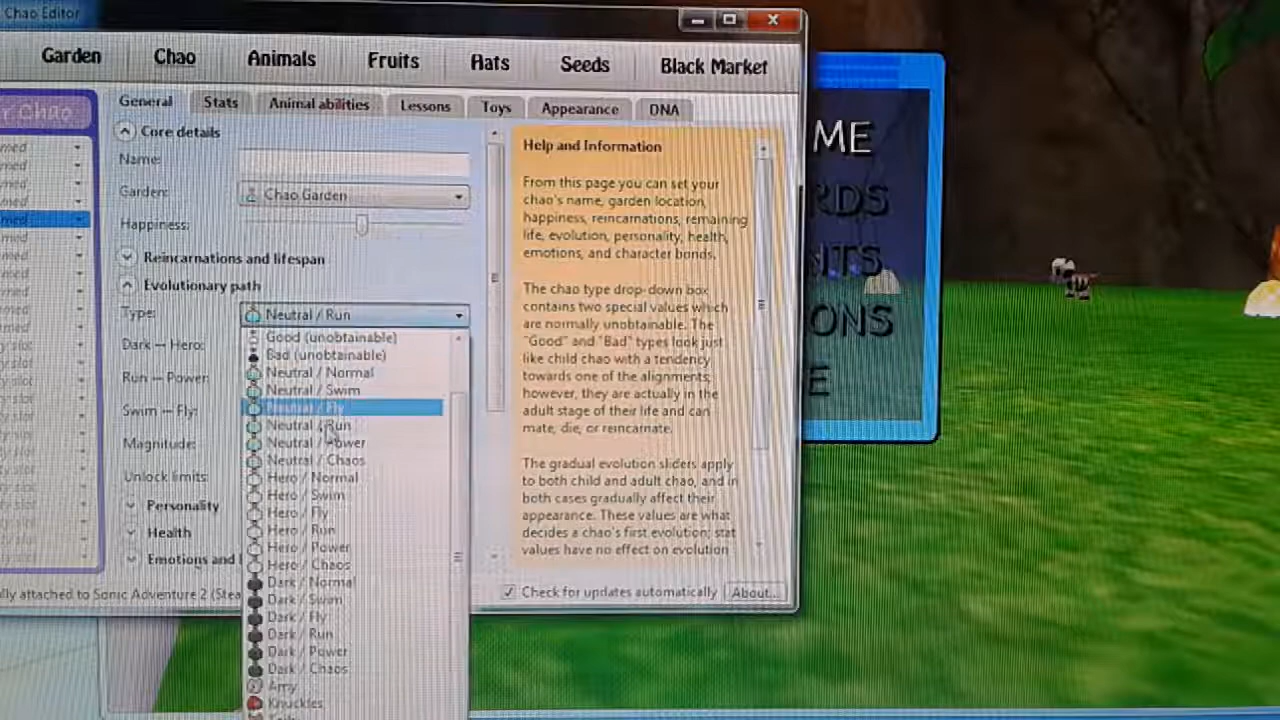 Chao Editor
Garden
Chao
Animals
Fruits
Hats
Seeds
Black Market
General
Stats
Animal abilities
Lessons
Toys
Appearance
DNA
r Chao
Core details
Name:
Garden:
Chao Garden
Happiness:
Reincarnations and lifespan
Evolutionary path
Type:
Neutral / Run
Dark — Hero:
Run — Power:
Swim — Fly:
Magnitude:
Unlock limits:
Personality
Health
Emotions and
Good (unobtainable)
Bad (unobtainable)
Neutral / Normal
Neutral / Swim
Neutral / Fly
Neutral / Run
Neutral / Power
Neutral / Chaos
Hero / Normal
Hero / Swim
Hero / Fly
Hero / Run
Hero / Power
Hero / Chaos
Dark / Normal
Dark / Swim
Dark / Fly
Dark / Run
Dark / Power
Dark / Chaos
Amy
Knuckles
Help and Information
From this page you can set your
chao's name, garden location,
happiness, reincarnations, remaining
life, evolution, personality, health,
emotions, and character bonds.
The chao type drop-down box
contains two special values which
are normally unobtainable. The
"Good" and "Bad" types look just
like child chao with a tendency
towards one of the alignments;
however, they are actually in the
adult stage of their life and can
mate, die, or reincarnate.
The gradual evolution sliders apply
to both child and adult chao, and in
both cases gradually affect their
appearance. These values are what
decides a chao's first evolution; stat
values have no effect on evolution
lly attached to Sonic Adventure 2 (Stea
Check for updates automatically
About...
ME
RDS
NTS
ONS
E